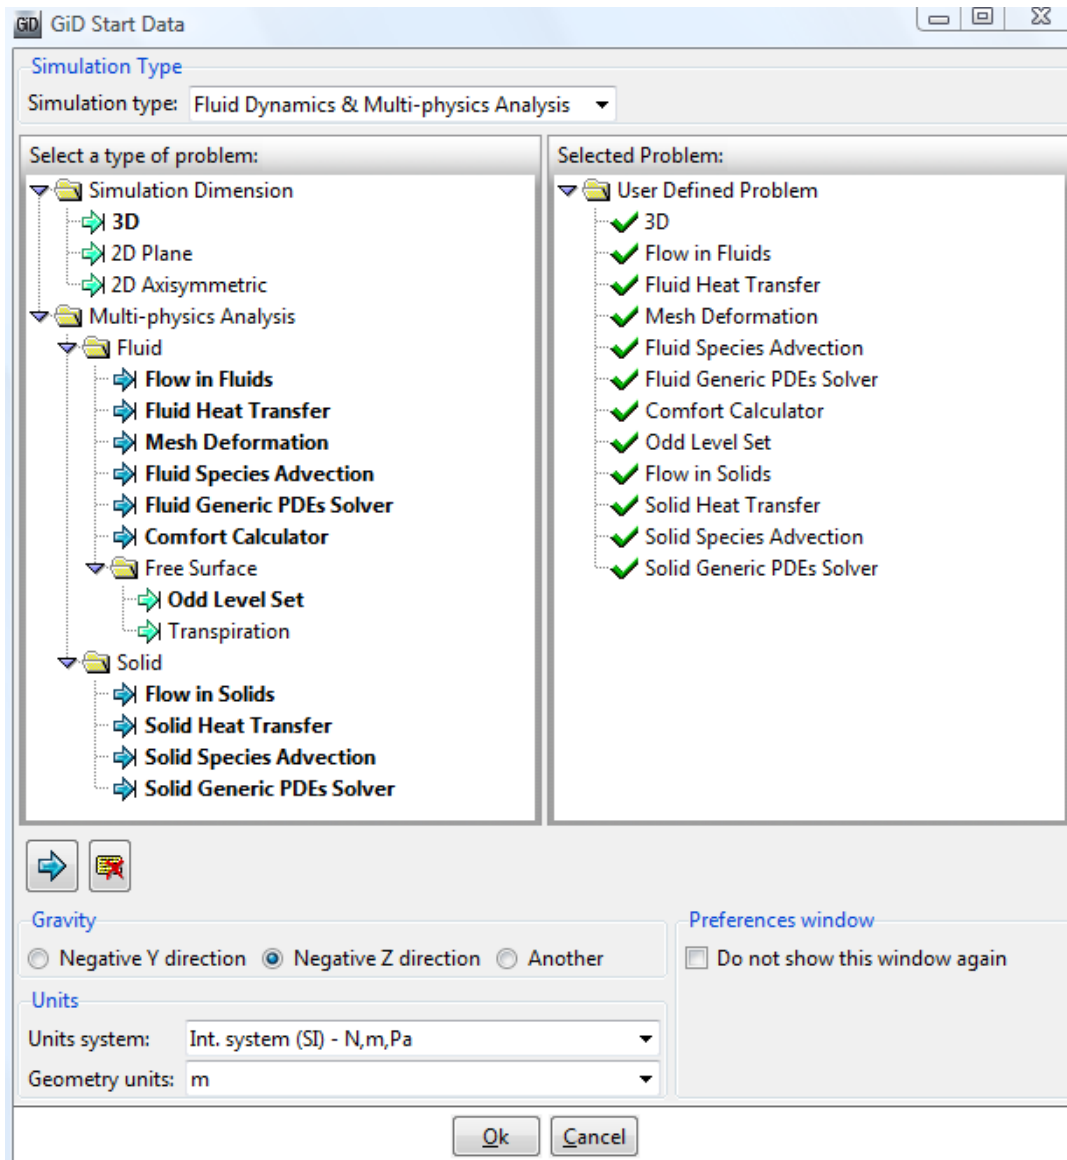 GiD GiD Start Data
Simulation Type
Simulation type: Fluid Dynamics & Multi-physics Analysis
Select a type of problem:
Simulation Dimension
3D
2D Plane
2D Axisymmetric
Multi-physics Analysis
Fluid
Flow in Fluids
Fluid Heat Transfer
Mesh Deformation
Fluid Species Advection
Fluid Generic PDEs Solver
Comfort Calculator
Free Surface
Odd Level Set
Transpiration
Solid
Flow in Solids
Solid Heat Transfer
Solid Species Advection
Solid Generic PDEs Solver
Selected Problem:
User Defined Problem
3D
Flow in Fluids
Fluid Heat Transfer
Mesh Deformation
Fluid Species Advection
Fluid Generic PDEs Solver
Comfort Calculator
Odd Level Set
Flow in Solids
Solid Heat Transfer
Solid Species Advection
Solid Generic PDEs Solver
Gravity
Negative Y direction Negative Z direction Another
Preferences window
Do not show this window again
Units
Units system: Int. system (SI) - N,m,Pa
Geometry units: m
Ok Cancel